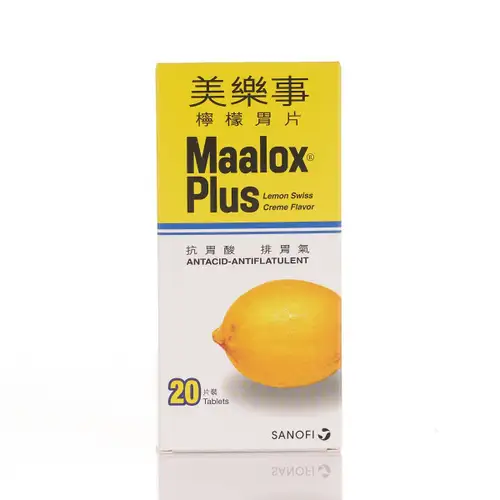 美樂事
檸檬胃片
Maalox®
Plus Lemon Swiss
Creme Flavor
抗胃酸 排胃氣
ANTACID-ANTIFLATULENT
20 片裝
Tablets
SANOFI